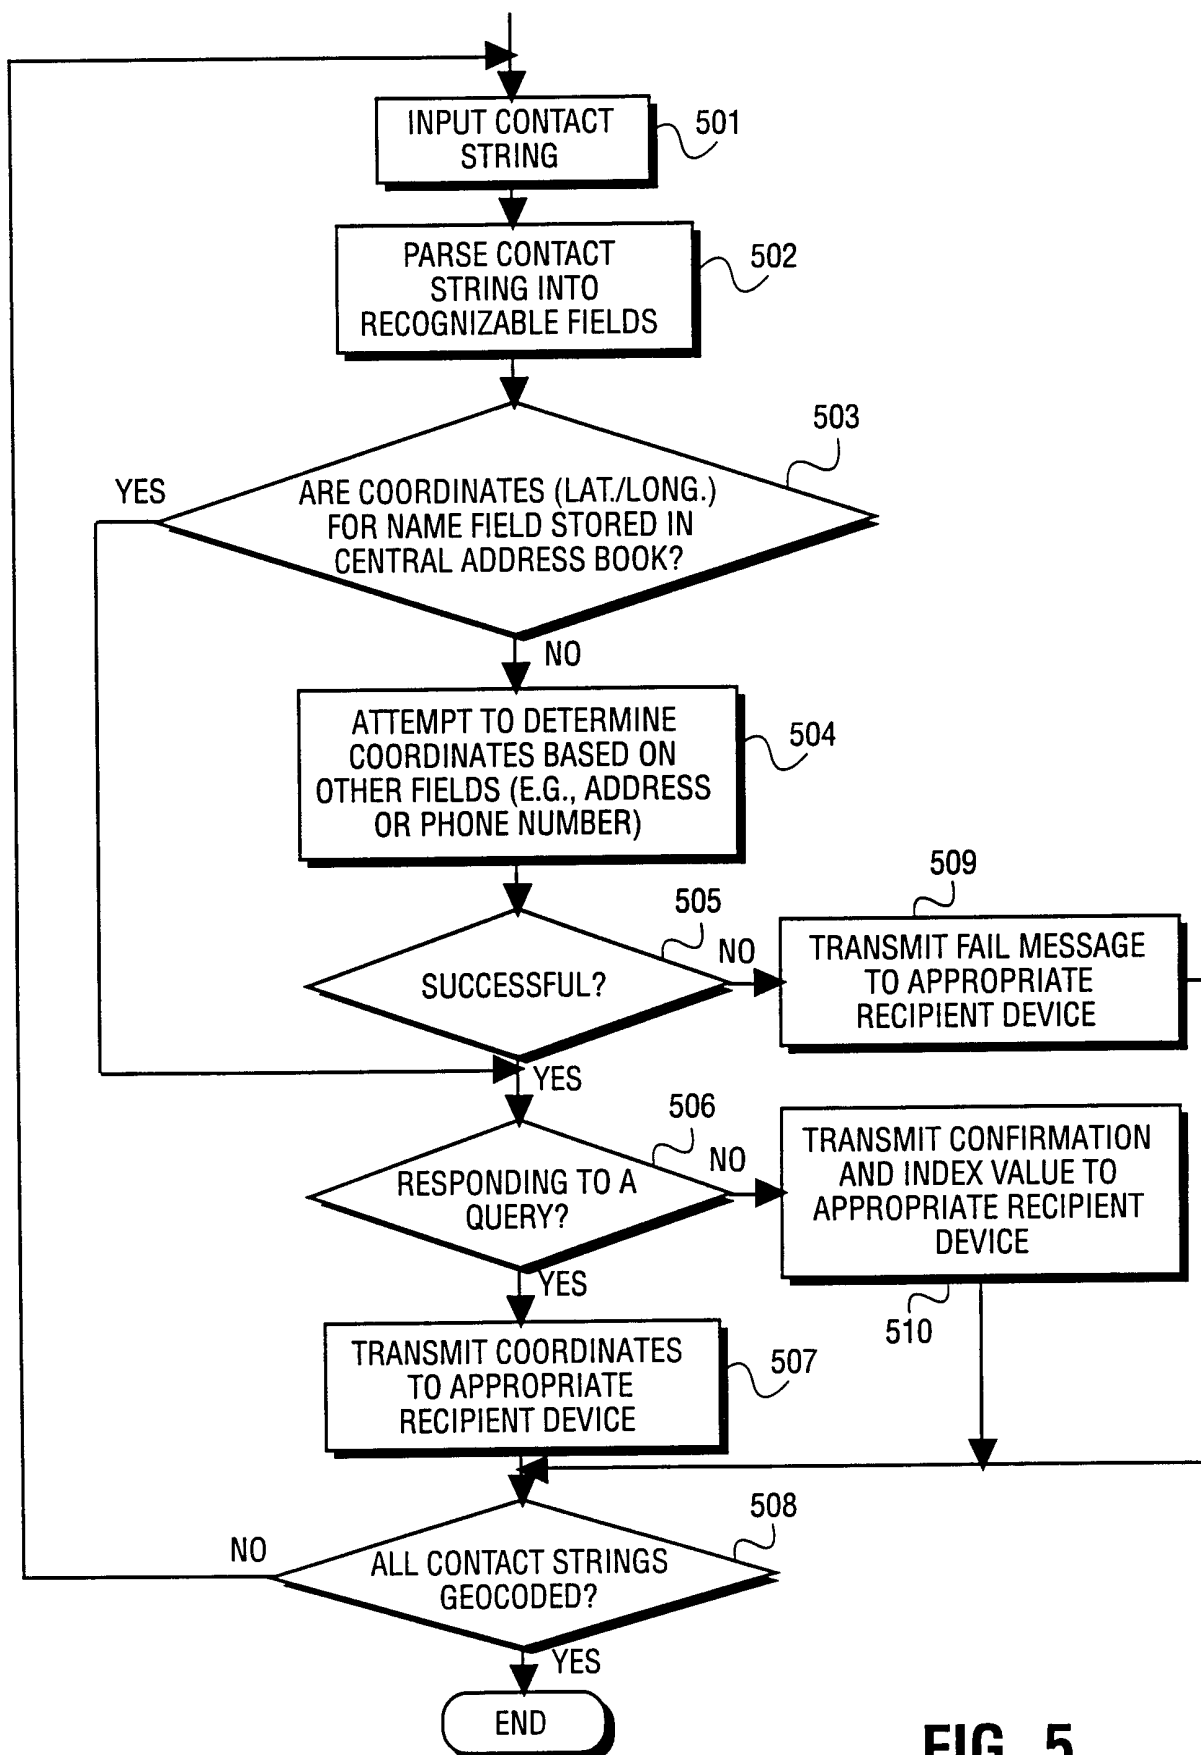 INPUT CONTACT
STRING
501
PARSE CONTACT
STRING INTO
RECOGNIZABLE FIELDS
502
503
YES
ARE COORDINATES (LAT./LONG.)
FOR NAME FIELD STORED IN
CENTRAL ADDRESS BOOK?
NO
ATTEMPT TO DETERMINE
COORDINATES BASED ON
OTHER FIELDS (E.G., ADDRESS
OR PHONE NUMBER)
504
505
SUCCESSFUL?
NO
509
TRANSMIT FAIL MESSAGE
TO APPROPRIATE
RECIPIENT DEVICE
YES
506
RESPONDING TO A
QUERY?
NO
TRANSMIT CONFIRMATION
AND INDEX VALUE TO
APPROPRIATE RECIPIENT
DEVICE
510
YES
TRANSMIT COORDINATES
TO APPROPRIATE
RECIPIENT DEVICE
507
508
NO
ALL CONTACT STRINGS
GEOCODED?
YES
END
FIG. 5